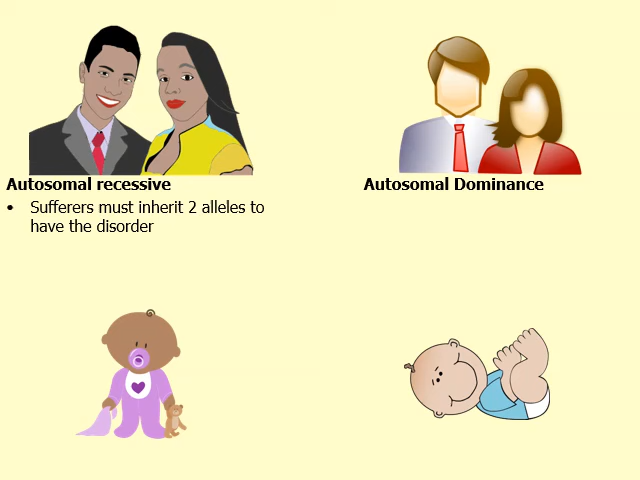 Autosomal recessive
• Sufferers must inherit 2 alleles to
have the disorder
Autosomal Dominance